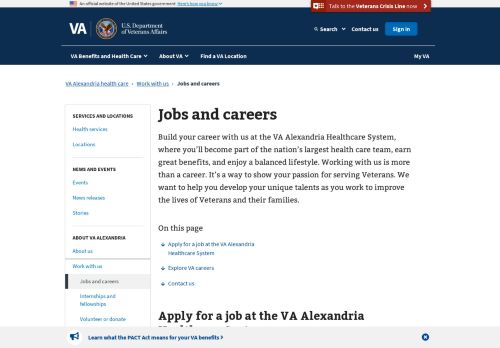 An official website of the United States government Here's how you know
Talk to the Veterans Crisis Line now
VA
U.S. Department
of Veterans Affairs
Search
Contact us
Sign in
VA Benefits and Health Care
About VA
Find a VA Location
My VA
VA Alexandria health care › Work with us › Jobs and careers
SERVICES AND LOCATIONS
Health services
Locations
NEWS AND EVENTS
Events
News releases
Stories
ABOUT VA ALEXANDRIA
About us
Work with us
Jobs and careers
Internships and
fellowships
Volunteer or donate
Jobs and careers
Build your career with us at the VA Alexandria Healthcare System,
where you'll become part of the nation's largest health care team, earn
great benefits, and enjoy a balanced lifestyle. Working with us is more
than a career. It's a way to show your passion for serving Veterans. We
want to help you develop your unique talents as you work to improve
the lives of Veterans and their families.
On this page
Apply for a job at the VA Alexandria
Healthcare System
Explore VA careers
Contact us
Apply for a job at the VA Alexandria
Learn what the PACT Act means for your VA benefits